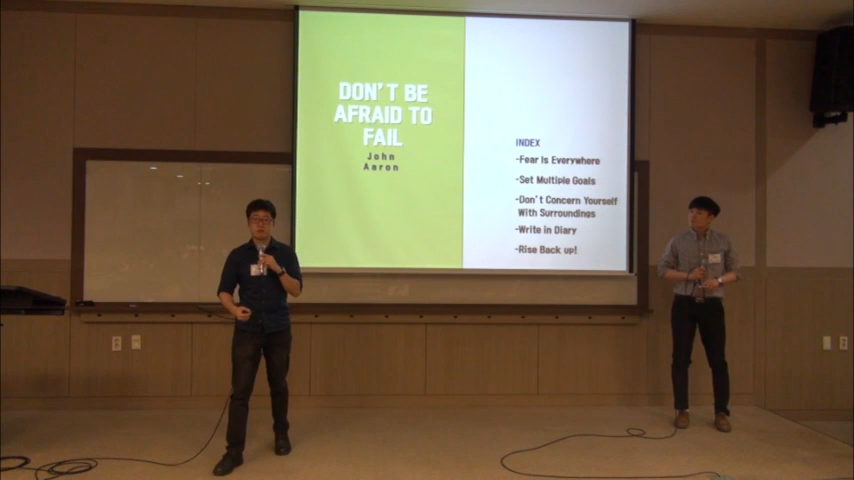 DON'T BE
AFRAID TO
FAIL
John
Aaron
INDEX
-Fear Is Everywhere
-Set Multiple Goals
-Don't Concern Yourself
With Surroundings
-Write in Diary
-Rise Back up!